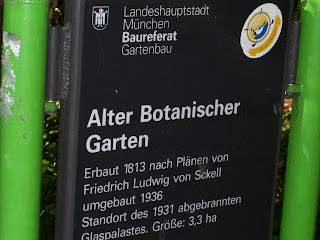 Landeshauptstadt
München
Baureferat
Gartenbau
Alter Botanischer
Garten
Erbaut 1813 nach Plänen von
Friedrich Ludwig von Sckell
umgebaut 1936
Standort des 1931 abgebrannten
Glaspalastes. Größe: 3,3 ha